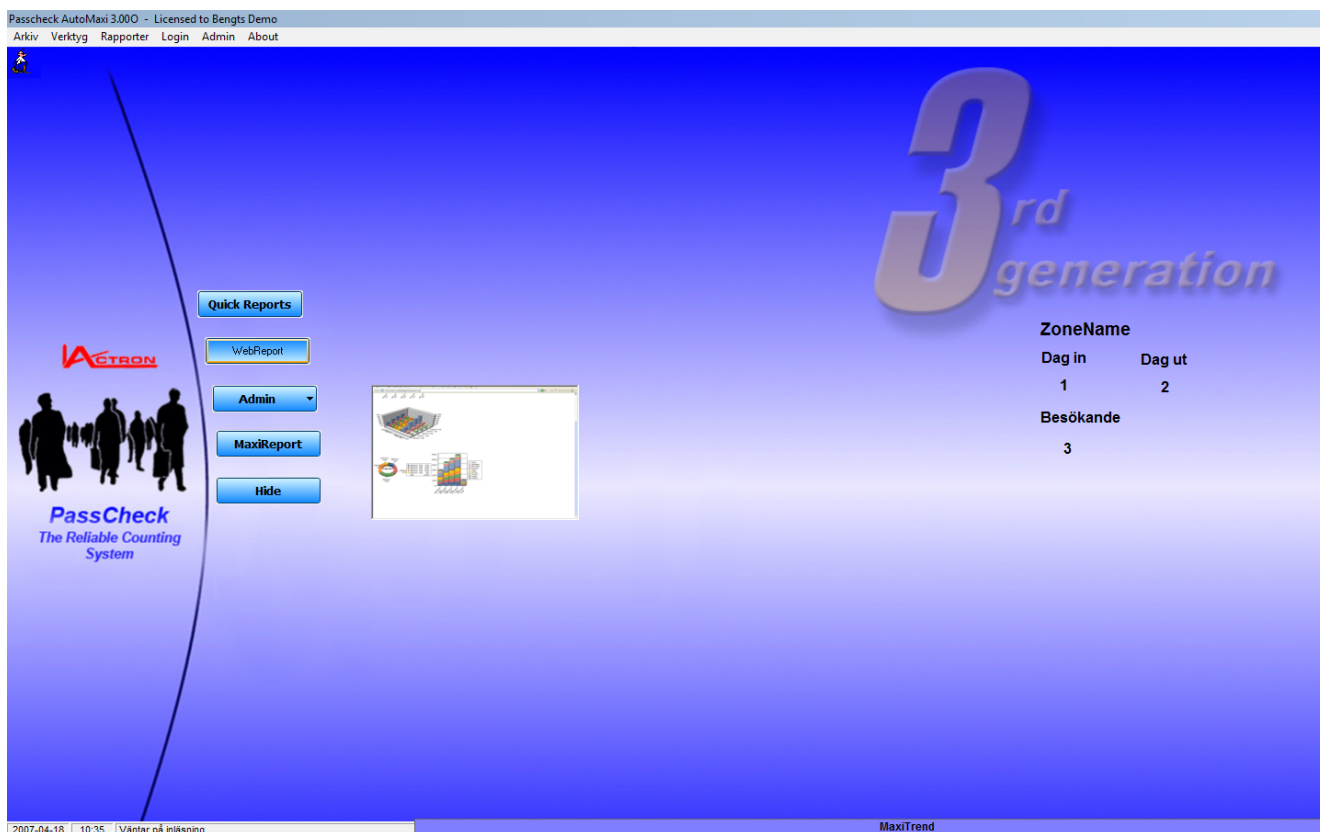 Passcheck AutoMaxi 3.00O - Licensed to Bengts Demo
Arkiv Verktyg Rapporter Login Admin About
3rd
generation
Quick Reports
ZoneName
WebReport
ACTRON
Dag in Dag ut
1 2
Admin
Besökande
MaxiReport
3
Hide
PassCheck
The Reliable Counting
System
2007-04-18 10:35 Väntar på inläsning
MaxiTrend